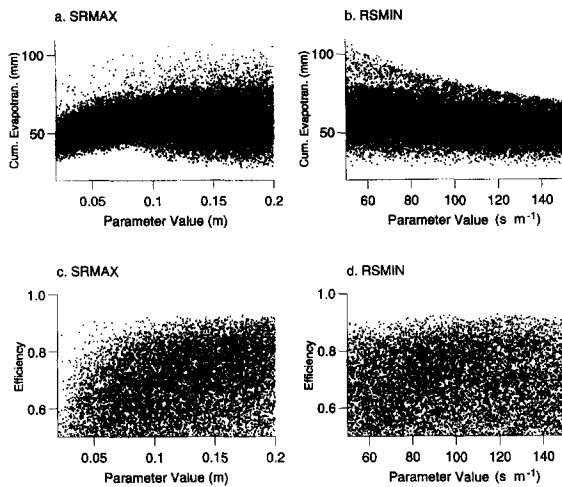 a. SRMAX
b. RSMIN
Cum. Evapotran. (mm)
100
50
0.05 0.1 0.15 0.2
Parameter Value (m)
Cum. Evapotran. (mm)
100
50
60 80 100 120 140
Parameter Value (s m⁻¹)
c. SRMAX
d. RSMIN
Efficiency
1.0
0.8
0.6
0.05 0.1 0.15 0.2
Parameter Value (m)
Efficiency
1.0
0.8
0.6
60 80 100 120 140
Parameter Value (s m⁻¹)